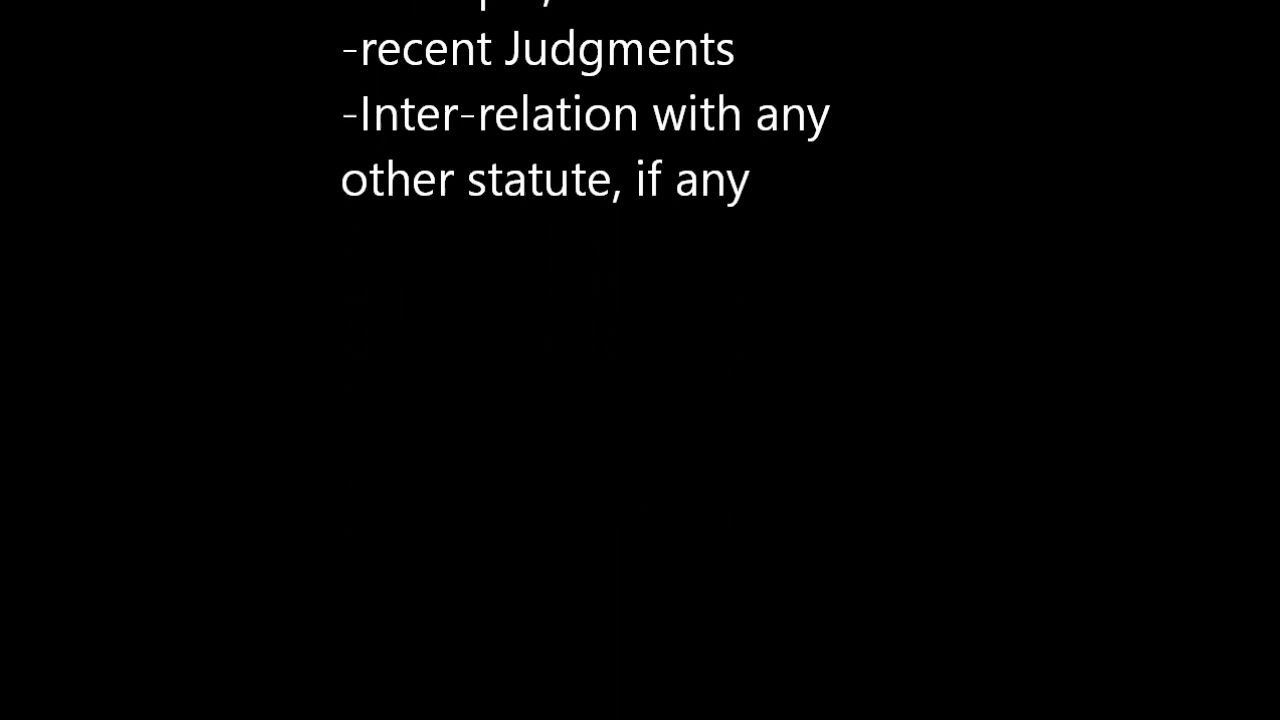 -recent Judgments
-Inter-relation with any
other statute, if any